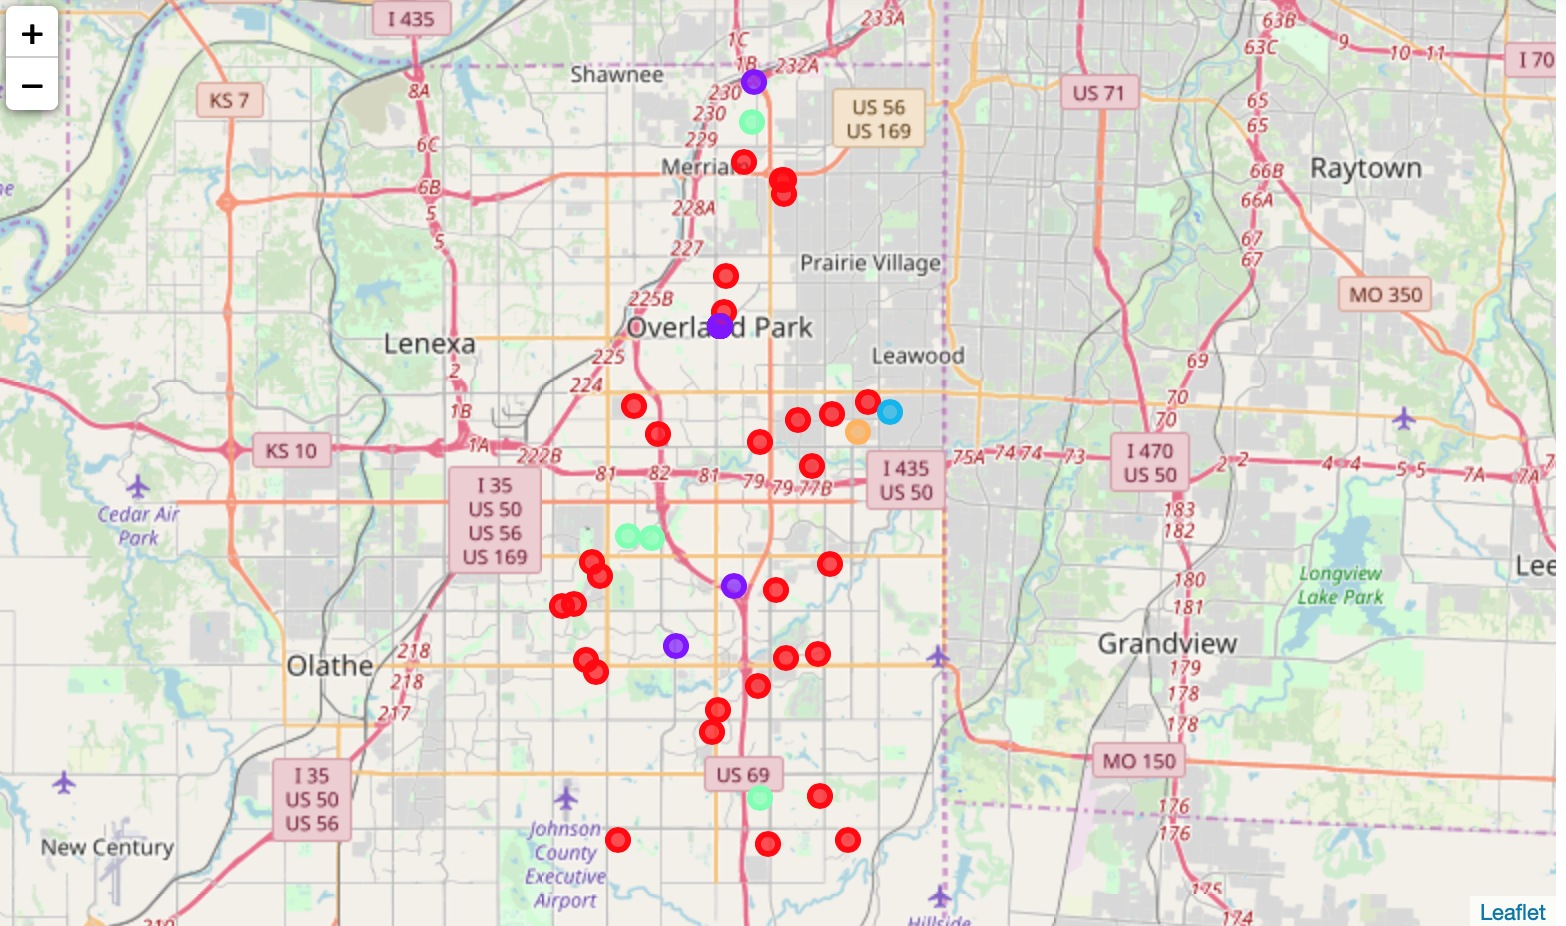 +
−
I 435
KS 7
Shawnee
1C
1B
232A
233A
63B
63C
9
10
11
I 70
8A
230
230
229
US 56
US 169
US 71
65
65
6C
Merriam
66B
66A
Raytown
6B
5
5
228A
227
67
67
Prairie Village
225B
MO 350
Overland Park
Lenexa
225
224
Leawood
69
2
1B
70
70
KS 10
1A
222B
81
82
81
79
79
77B
I 435
US 50
75A
74
74
73
I 470
US 50
2
2
4
4
5
5
7A
7A
7
Cedar Air
Park
I 35
US 50
US 56
US 169
183
182
180
181
Longview
Lake Park
Lee
Olathe
218
218
217
Grandview
179
178
178
MO 150
I 35
US 50
US 56
US 69
176
176
New Century
Johnson
County
Executive
Airport
175
174
210
Hillside
Leaflet